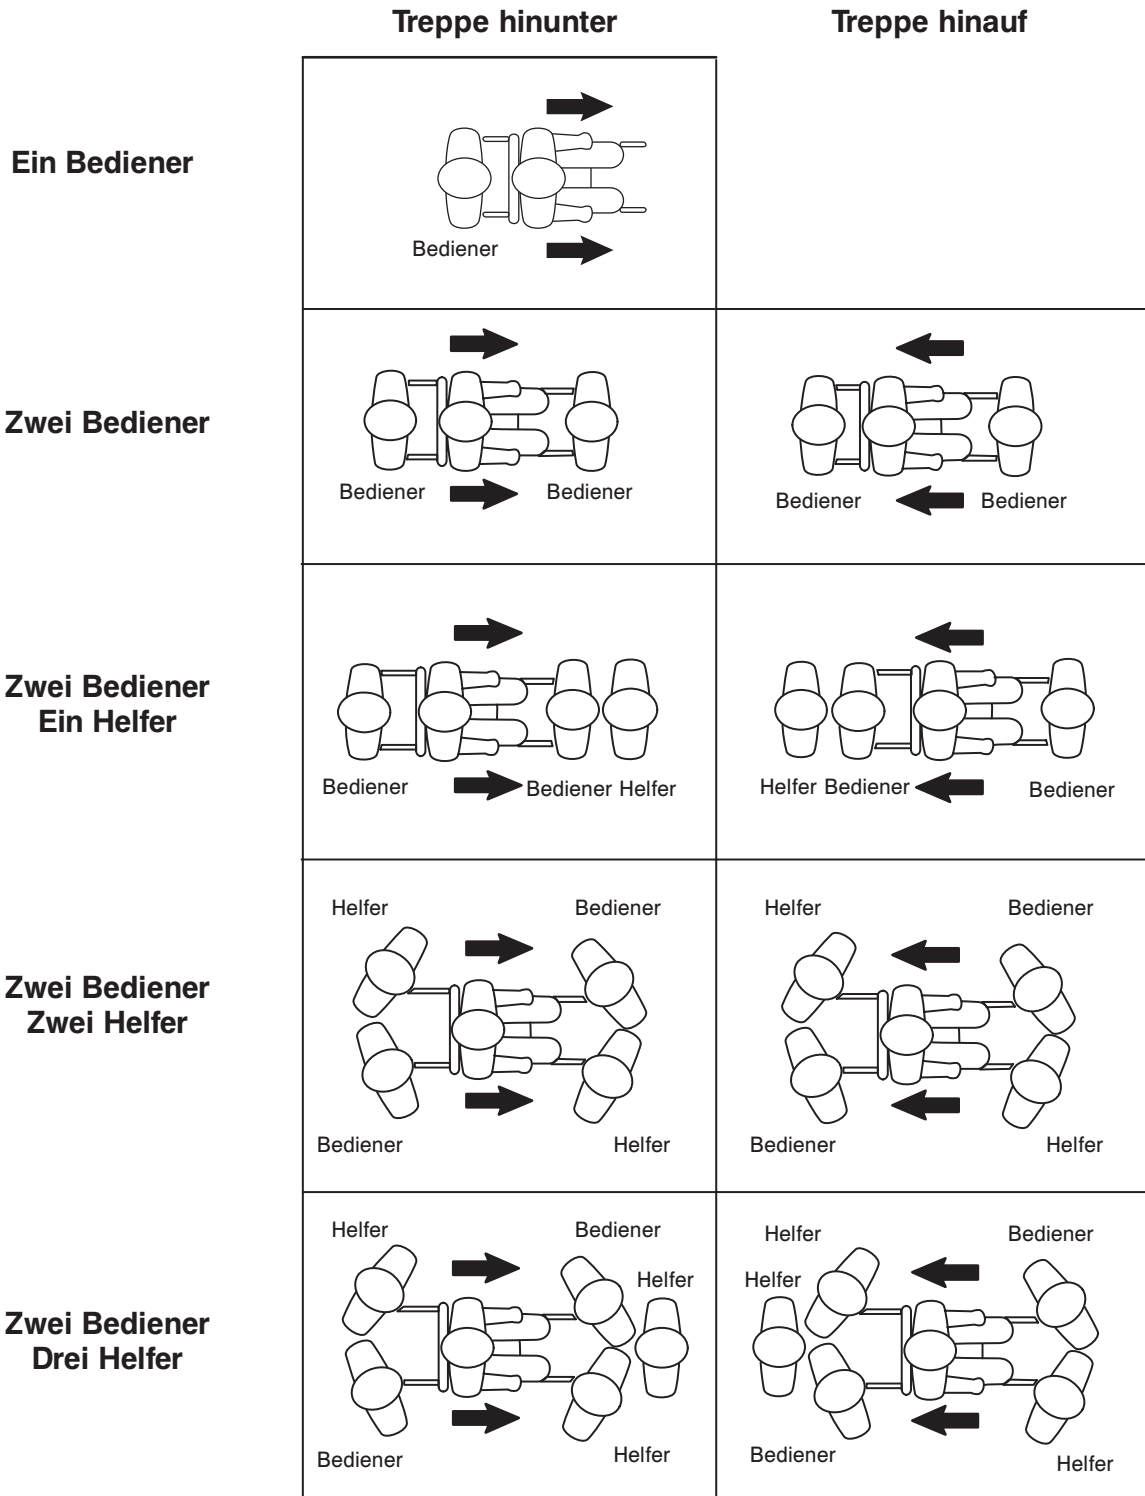 Treppe hinunter
Treppe hinauf
Ein Bediener
Bediener
Zwei Bediener
Bediener
Bediener
Bediener
Bediener
Zwei Bediener
Ein Helfer
Bediener
Bediener Helfer
Helfer Bediener
Bediener
Zwei Bediener
Zwei Helfer
Helfer
Bediener
Bediener
Helfer
Helfer
Bediener
Bediener
Helfer
Zwei Bediener
Drei Helfer
Helfer
Bediener
Helfer
Bediener
Helfer
Helfer
Bediener
Helfer
Bediener
Helfer